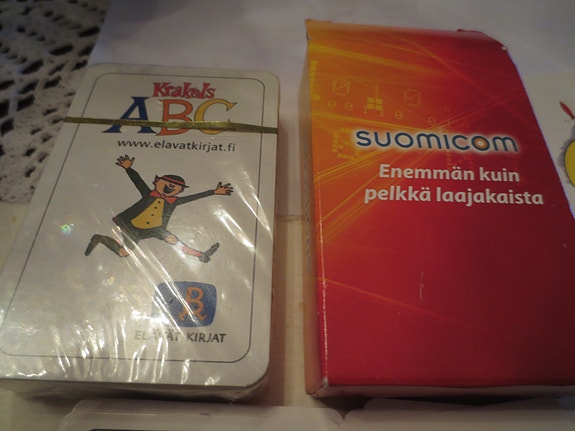 Krakels
ABC
www.elavatkirjat.fi
ELÄVÄT KIRJAT
SUOMICOM
Enemmän kuin
pelkkä laajakaista